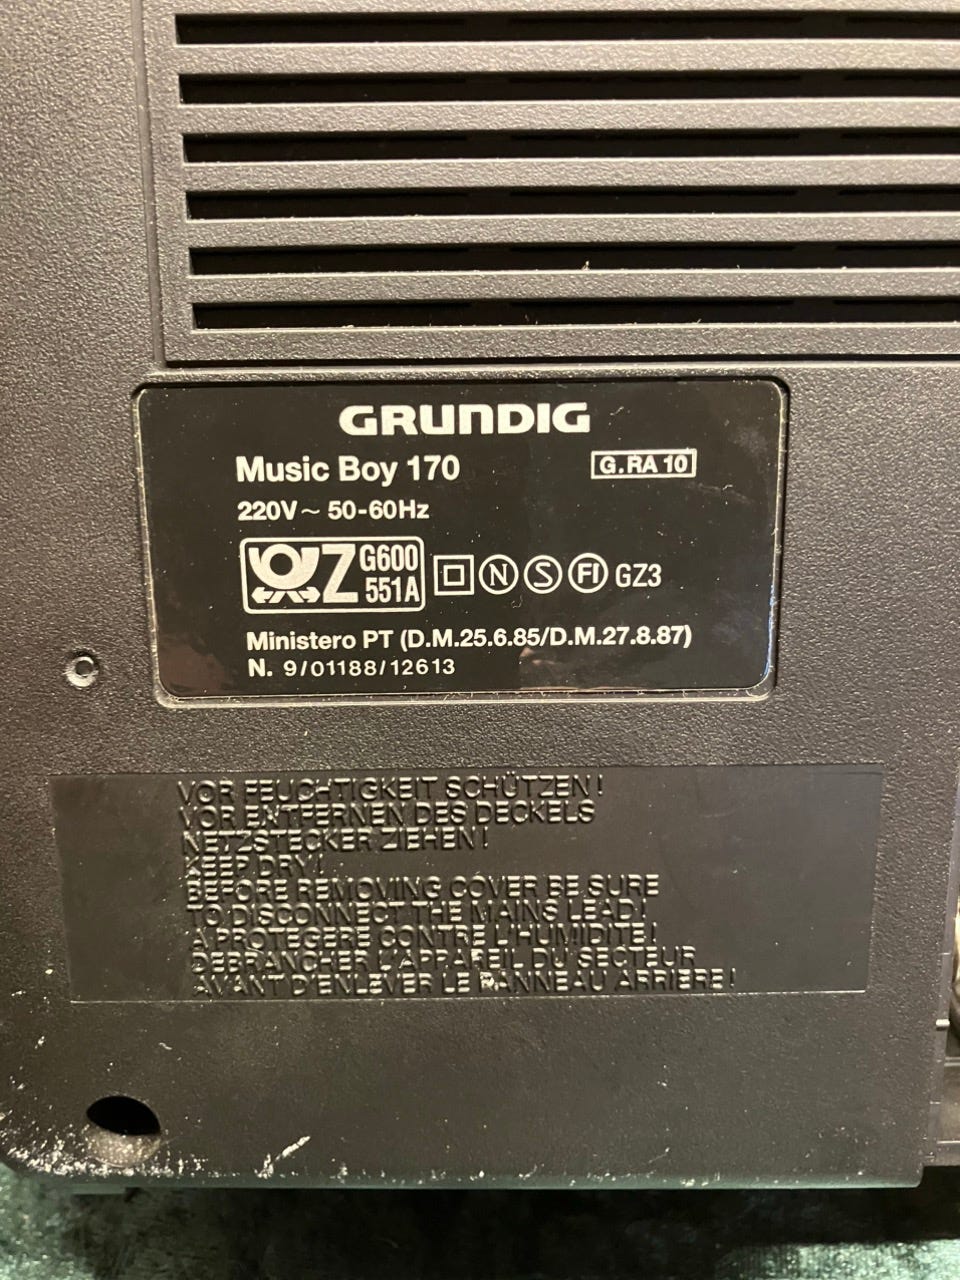 GRUNDIG
Music Boy 170
G.RA 10
220V~ 50-60Hz
Z G600 551A
N S FI GZ3
Ministero PT (D.M.25.6.85/D.M.27.8.87)
N. 9/01188/12613
VOR FEUCHTIGKEIT SCHÜTZEN!
VOR ENTFERNEN DES DECKELS
NETZSTECKER ZIEHEN!
KEEP DRY!
BEFORE REMOVING COVER BE SURE
TO DISCONNECT THE MAINS LEAD!
A PROTEGERE CONTRE L'HUMIDITE!
DEBRANCHER L'APPAREIL DU SECTEUR
AVANT D'ENLEVER LE PANNEAU ARRIERE!